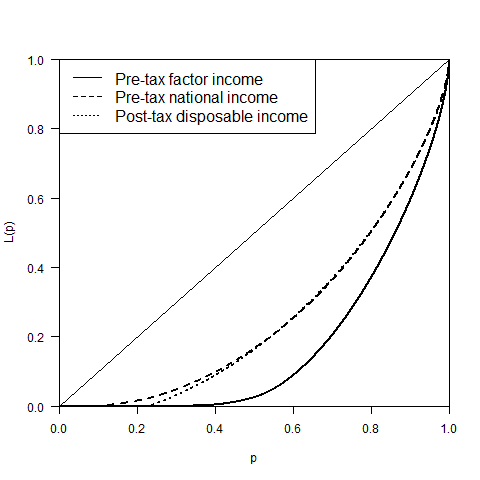 Pre-tax factor income
Pre-tax national income
Post-tax disposable income
1.0
0.8
0.6
0.4
0.2
0.0
L(p)
0.0 0.2 0.4 0.6 0.8 1.0
p